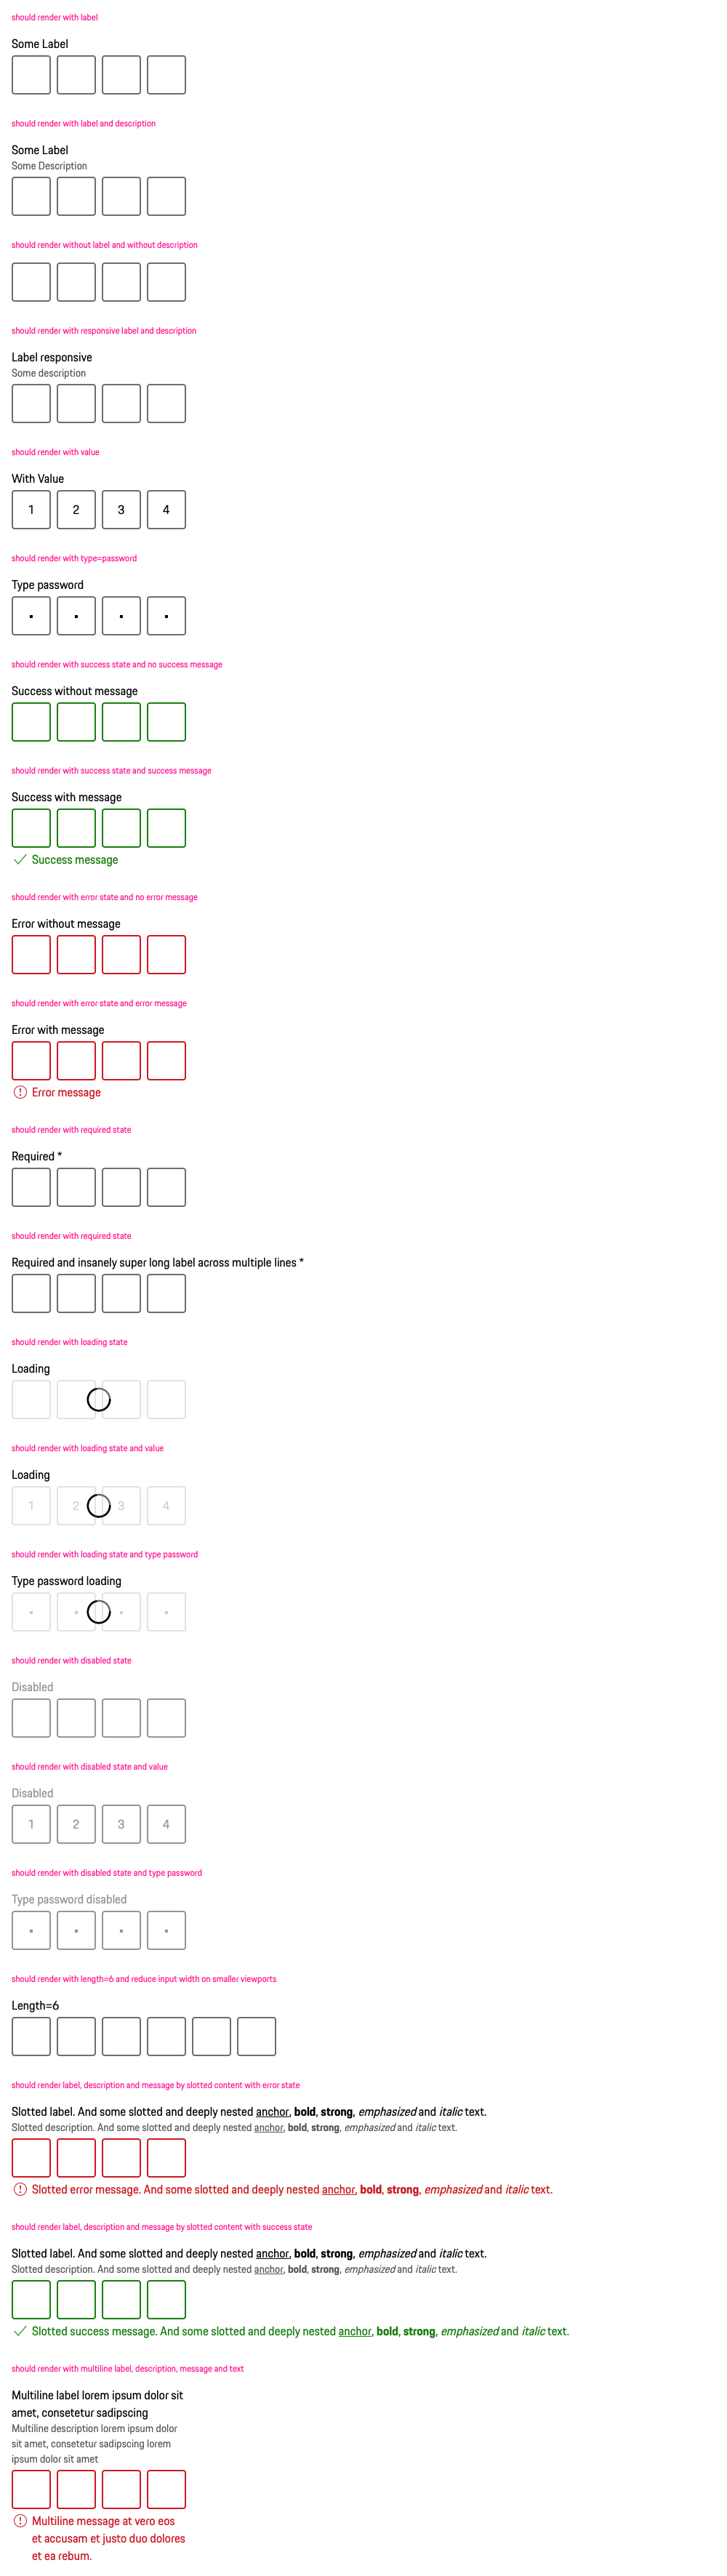 should render with label
Some Label
should render with label and description
Some Label
Some Description
should render without label and without description
should render with responsive label and description
Label responsive
Some description
should render with value
With Value
1 2 3 4
should render with type=password
Type password
should render with success state and no success message
Success without message
should render with success state and success message
Success with message
Success message
should render with error state and no error message
Error without message
should render with error state and error message
Error with message
Error message
should render with required state
Required *
should render with required state
Required and insanely super long label across multiple lines *
should render with loading state
Loading
should render with loading state and value
Loading
1 2 3 4
should render with loading state and type password
Type password loading
should render with disabled state
Disabled
should render with disabled state and value
Disabled
1 2 3 4
should render with disabled state and type password
Type password disabled
should render with length=6 and reduce input width on smaller viewports
Length=6
should render label, description and message by slotted content with error state
Slotted label. And some slotted and deeply nested anchor, bold, strong, emphasized and italic text.
Slotted description. And some slotted and deeply nested anchor, bold, strong, emphasized and italic text.
Slotted error message. And some slotted and deeply nested anchor, bold, strong, emphasized and italic text.
should render label, description and message by slotted content with success state
Slotted label. And some slotted and deeply nested anchor, bold, strong, emphasized and italic text.
Slotted description. And some slotted and deeply nested anchor, bold, strong, emphasized and italic text.
Slotted success message. And some slotted and deeply nested anchor, bold, strong, emphasized and italic text.
should render with multiline label, description, message and text
Multiline label lorem ipsum dolor sit
amet, consetetur sadipscing
Multiline description lorem ipsum dolor
sit amet, consetetur sadipscing lorem
ipsum dolor sit amet
Multiline message at vero eos
et accusam et justo duo dolores
et ea rebum.